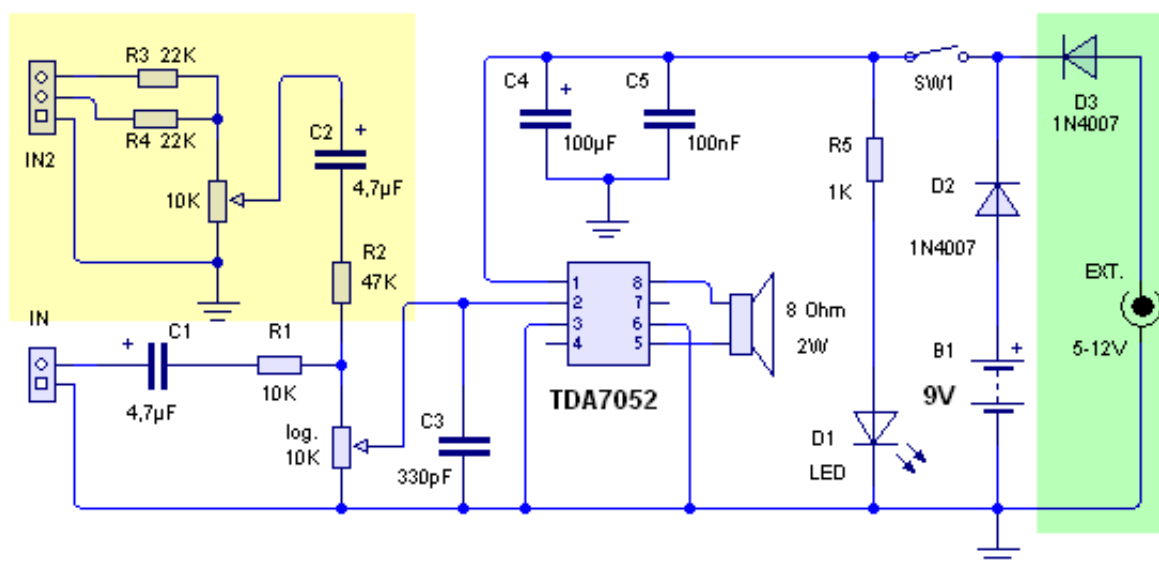 R3 22K
R4 22K
IN2
10K
C2
+
4,7µF
R2
47K
IN
+
C1
4,7µF
R1
10K
log.
10K
C3
330pF
C4
+
100µF
C5
100nF
1
2
3
4
8
7
6
5
TDA7052
8 Ohm
2W
R5
1K
D1
LED
SW1
D2
1N4007
B1
+
9V
D3
1N4007
EXT.
5-12V